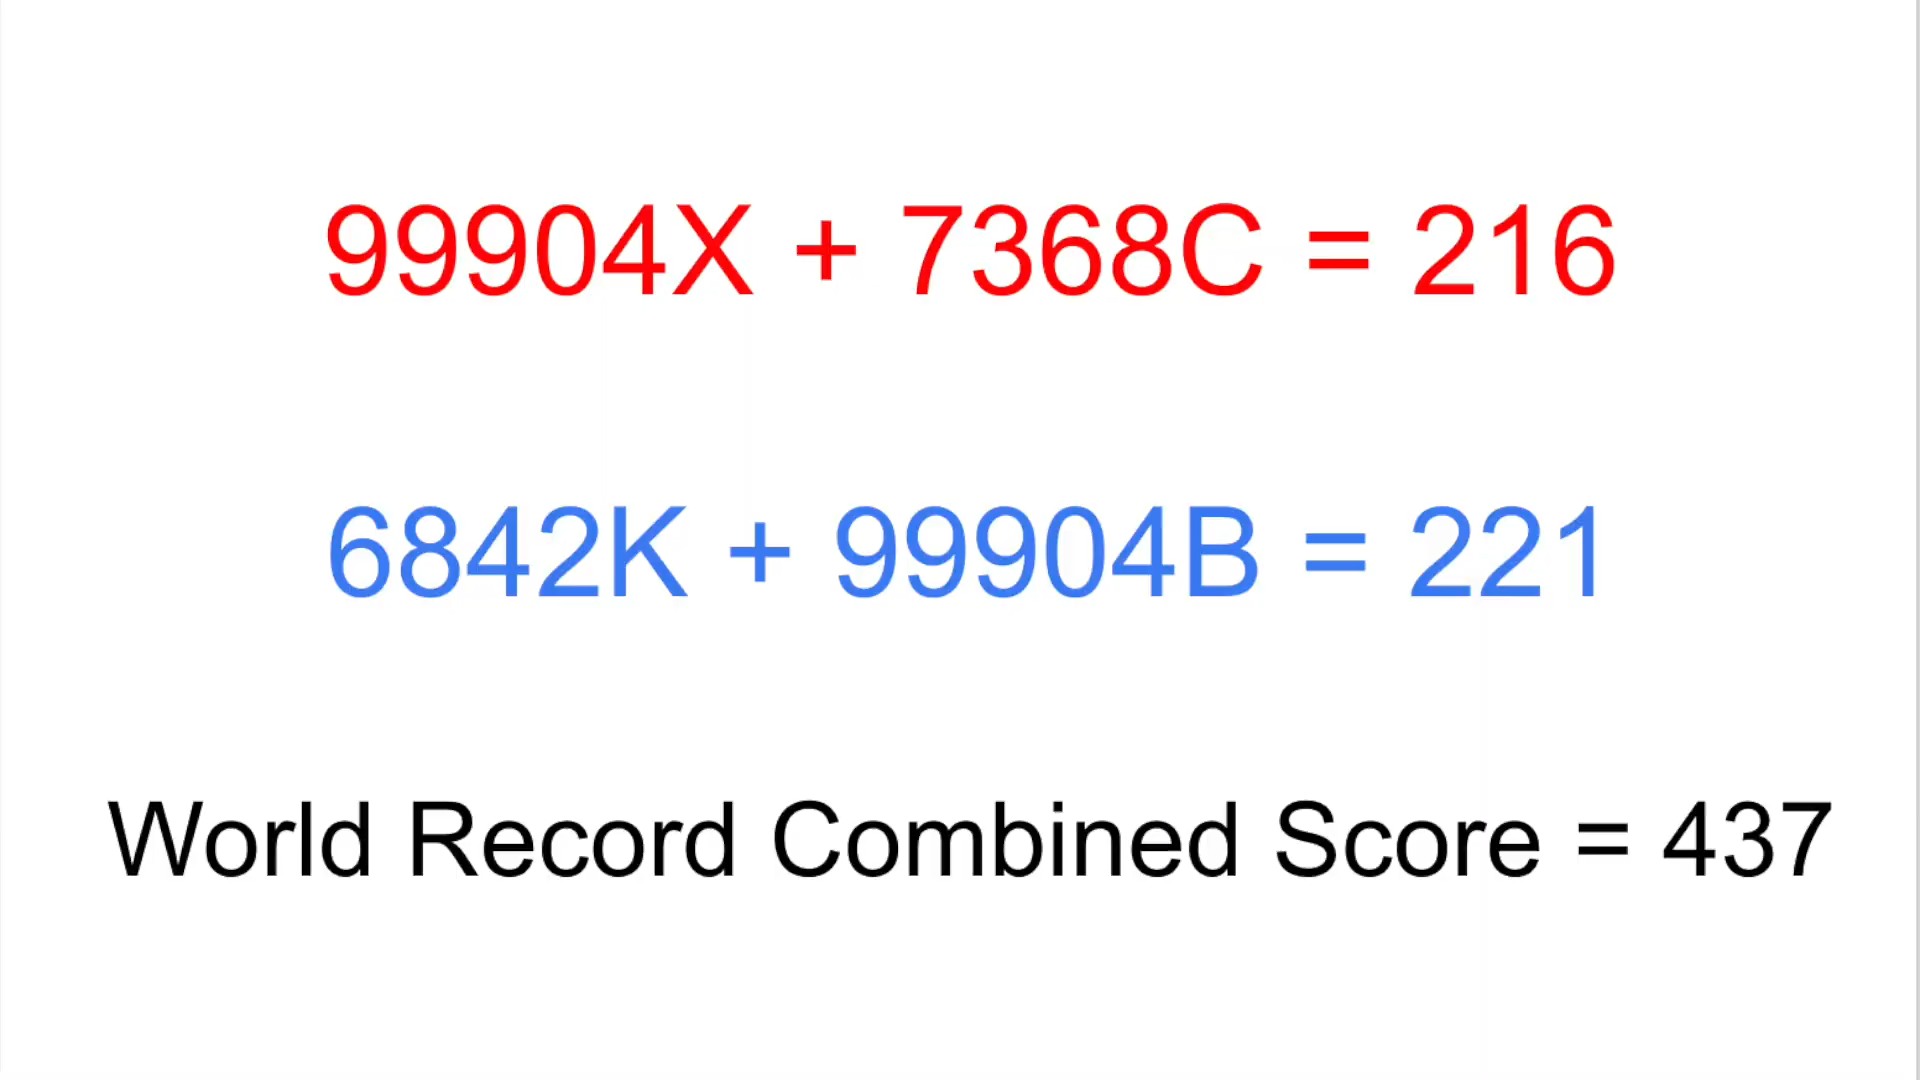 99904X + 7368C = 216
6842K + 99904B = 221
World Record Combined Score = 437